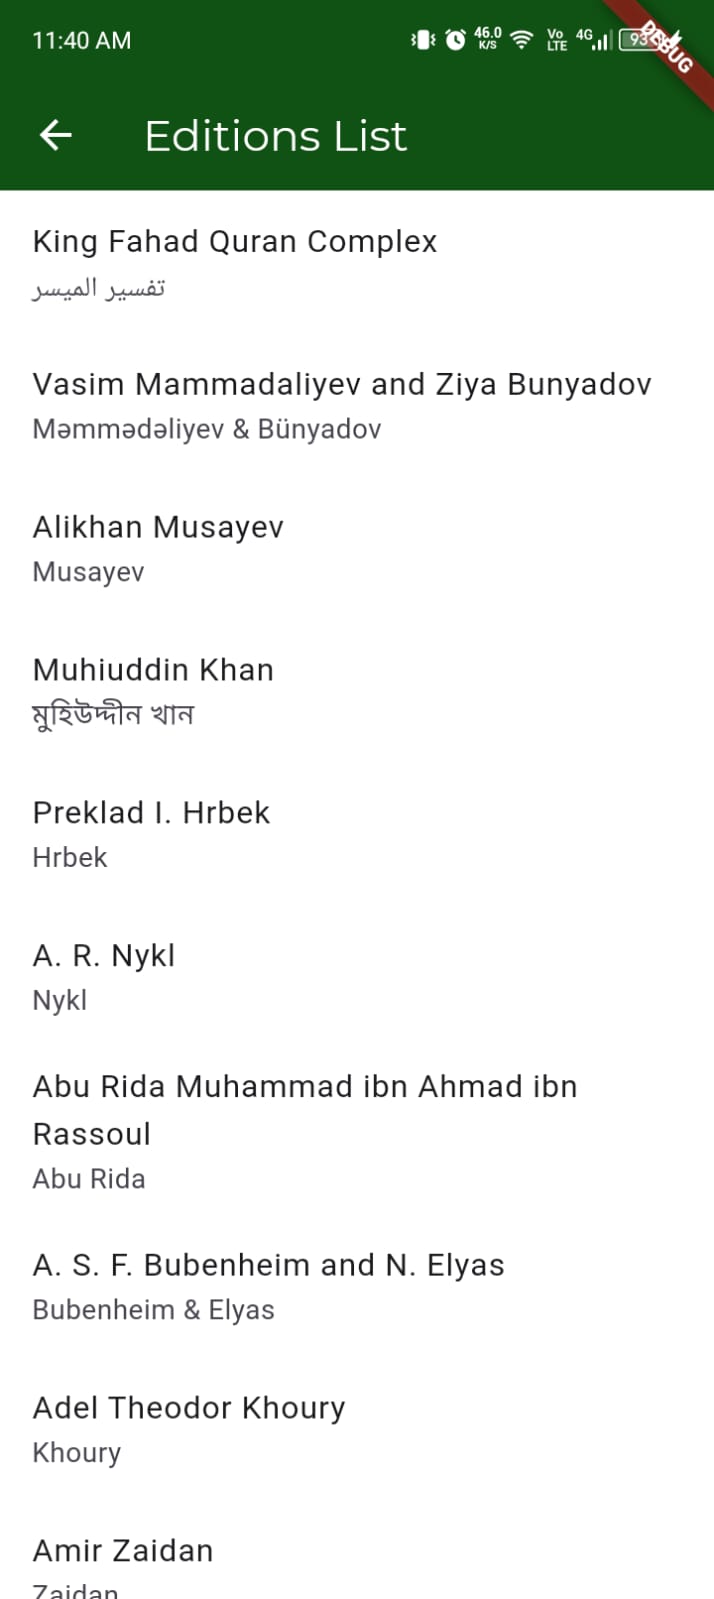 11:40 AM
46.0
K/S
Vo
LTE
4G
DEBUG
Editions List
King Fahad Quran Complex
تفسير الميسر
Vasim Mammadaliyev and Ziya Bunyadov
Məmmədəliyev & Bünyadov
Alikhan Musayev
Musayev
Muhiuddin Khan
মুহিউদ্দীন খান
Preklad I. Hrbek
Hrbek
A. R. Nykl
Nykl
Abu Rida Muhammad ibn Ahmad ibn
Rassoul
Abu Rida
A. S. F. Bubenheim and N. Elyas
Bubenheim & Elyas
Adel Theodor Khoury
Khoury
Amir Zaidan
Zaidan